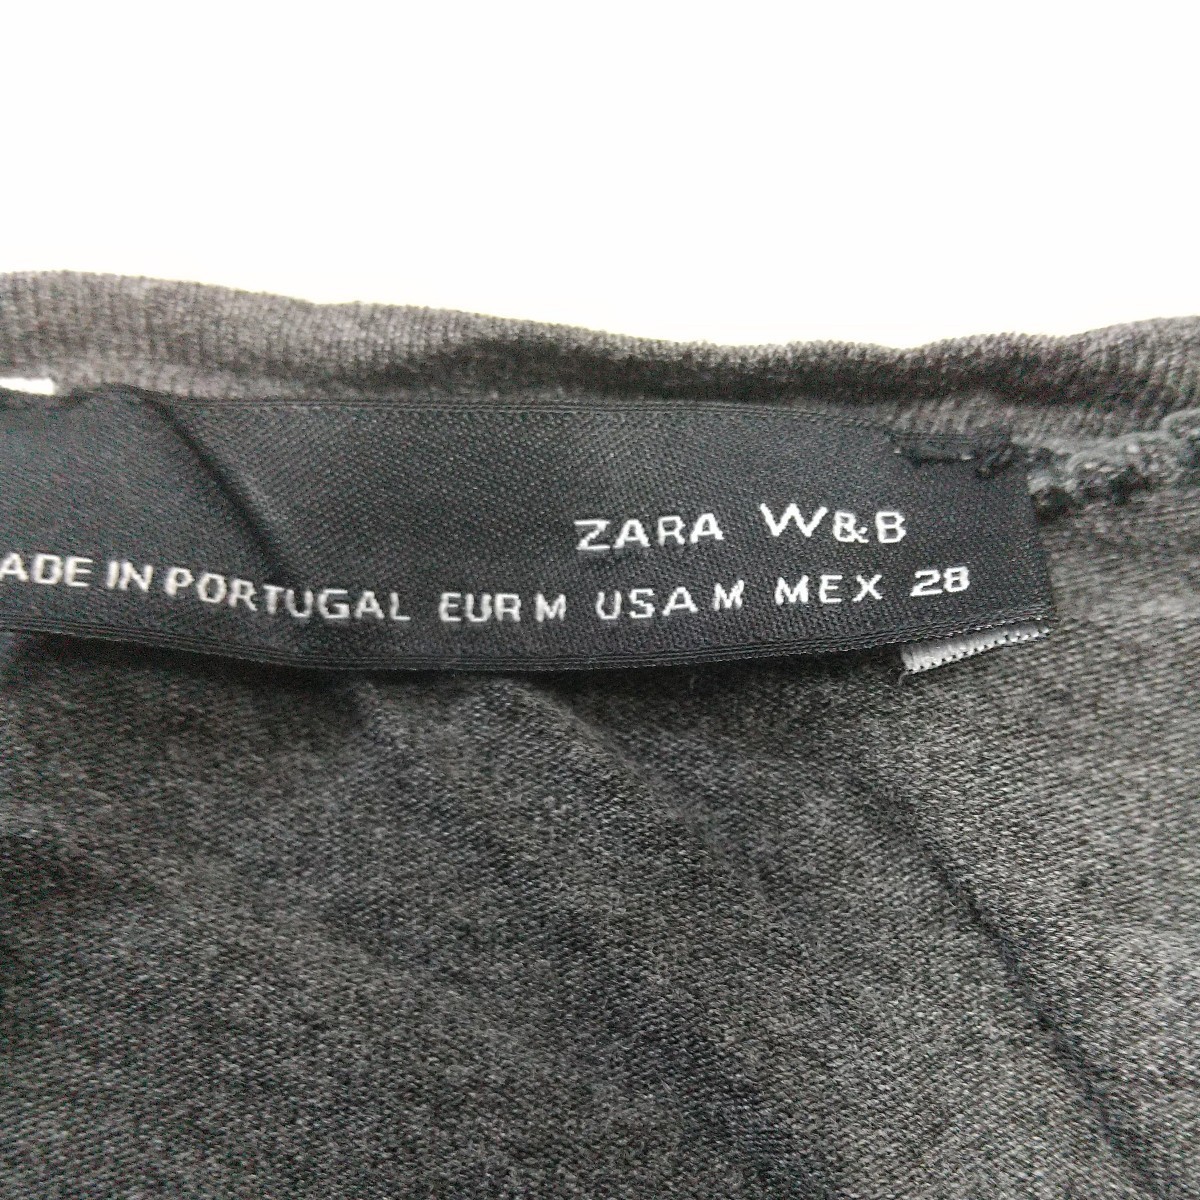 ZARA W&B
ADE IN PORTUGAL EUR M USA M MEX 28